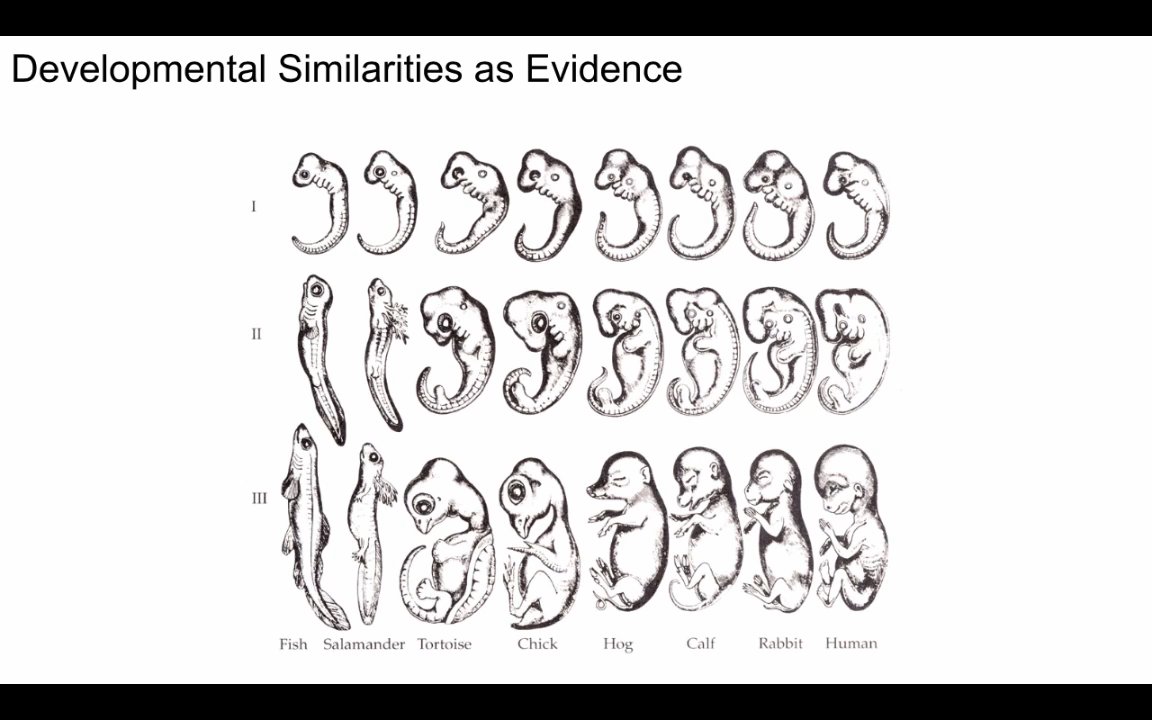 Developmental Similarities as Evidence
I
II
III
Fish Salamander Tortoise Chick Hog Calf Rabbit Human